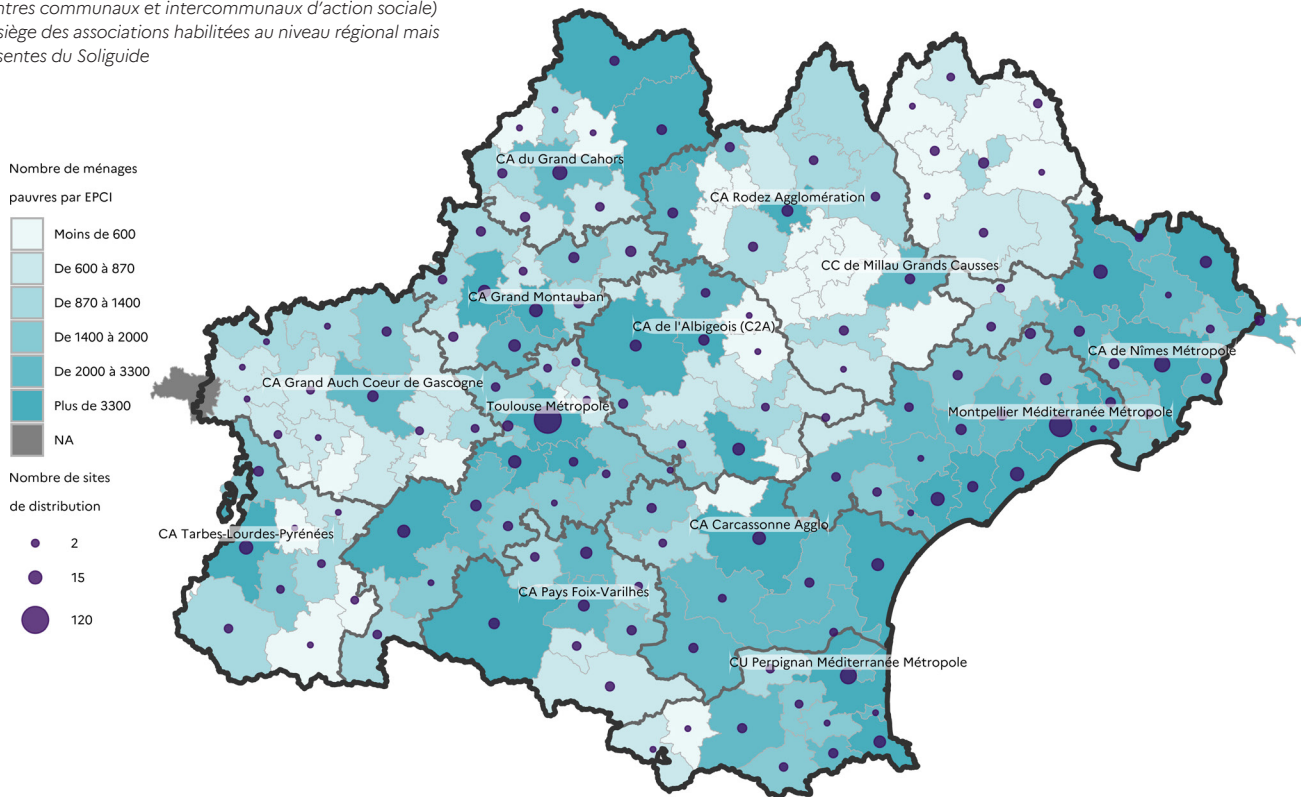 ntres communaux et intercommunaux d'action sociale)
siège des associations habilitées au niveau régional mais
sentes du Soliguide
Nombre de ménages
pauvres par EPCI
Moins de 600
De 600 à 870
De 870 à 1400
De 1400 à 2000
De 2000 à 3300
Plus de 3300
NA
Nombre de sites
de distribution
2
15
120
CA du Grand Cahors
CA Rodez Agglomération
CC de Millau Grands Causses
CA Grand Montauban
CA de l'Albigeois (C2A)
CA de Nîmes Métropole
CA Grand Auch Coeur de Gascogne
Toulouse Métropole
Montpellier Méditerranée Métropole
CA Tarbes-Lourdes-Pyrénées
CA Carcassonne Agglo
CA Pays Foix-Varilhes
CU Perpignan Méditerranée Métropole